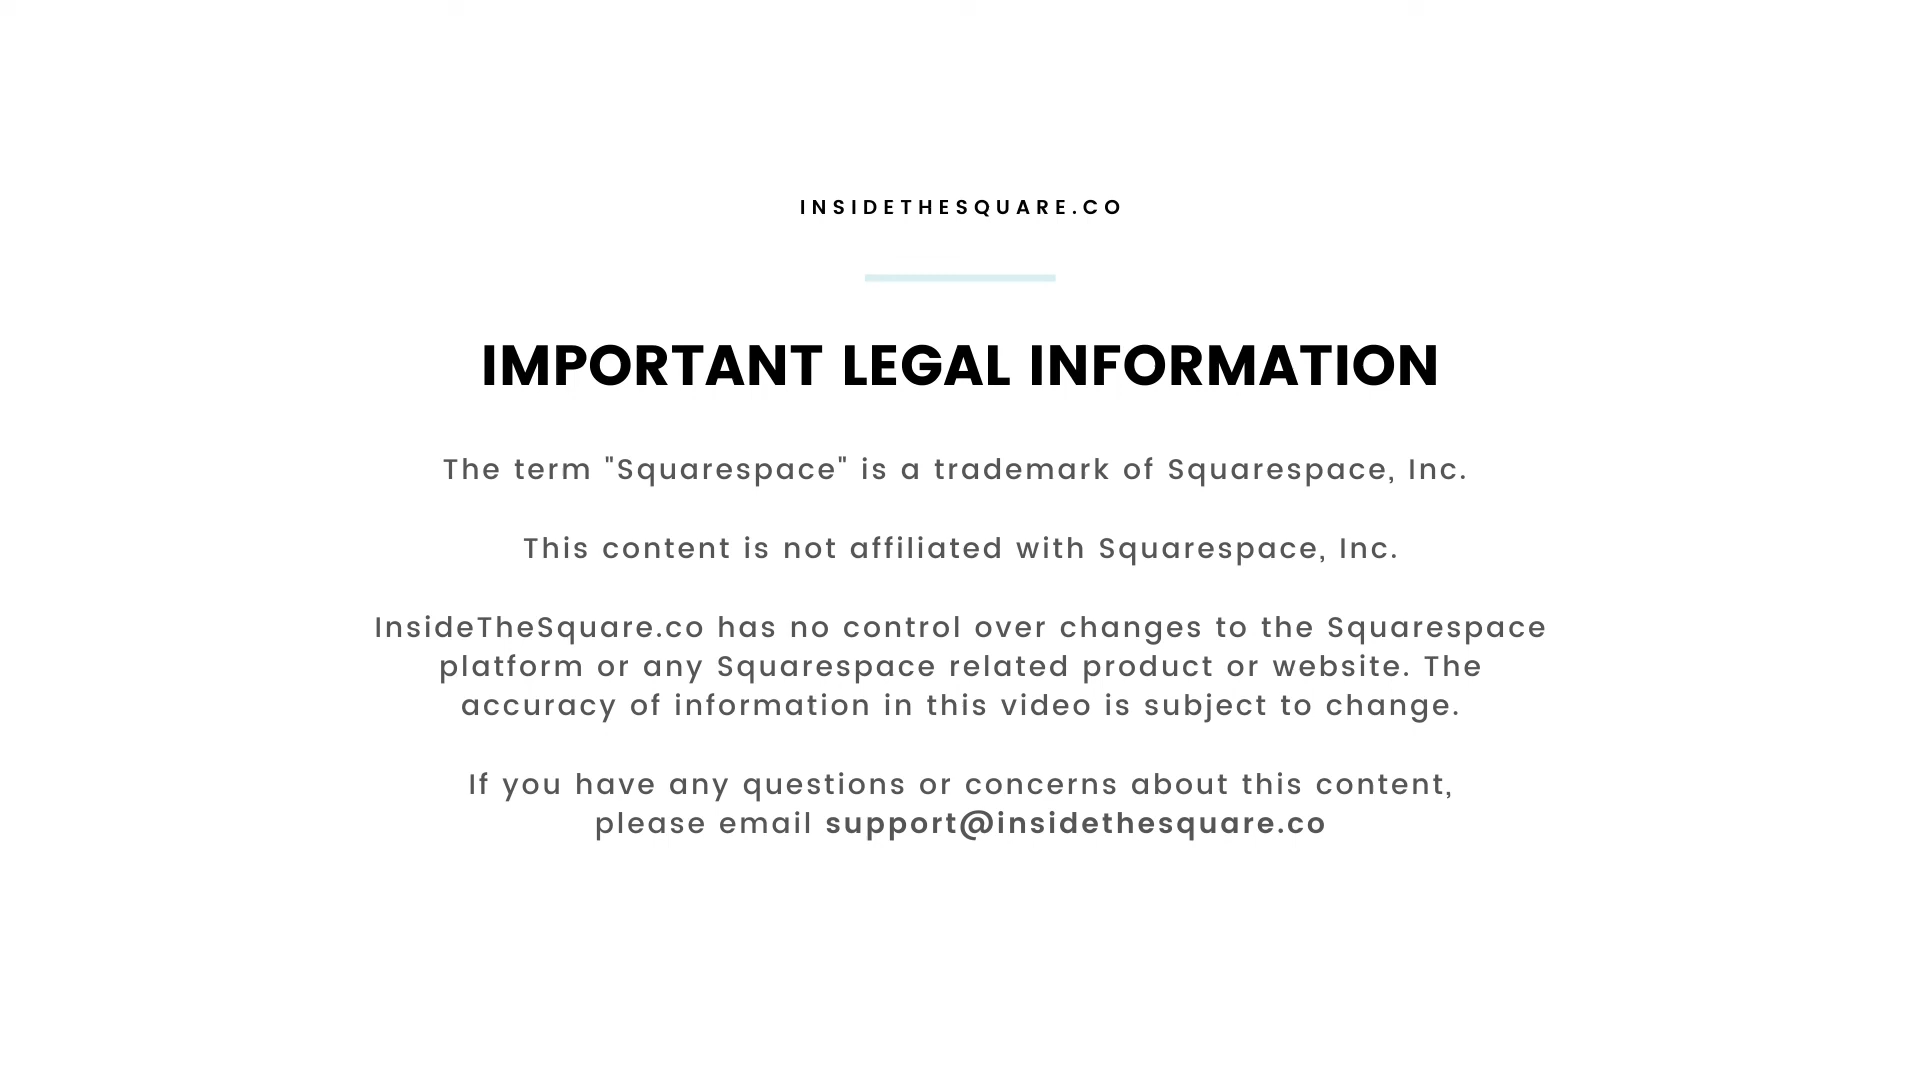 INSIDETHESQUARE.CO
IMPORTANT LEGAL INFORMATION
The term "Squarespace" is a trademark of Squarespace, Inc.
This content is not affiliated with Squarespace, Inc.
InsideTheSquare.co has no control over changes to the Squarespace
platform or any Squarespace related product or website. The
accuracy of information in this video is subject to change.
If you have any questions or concerns about this content,
please email support@insidethesquare.co